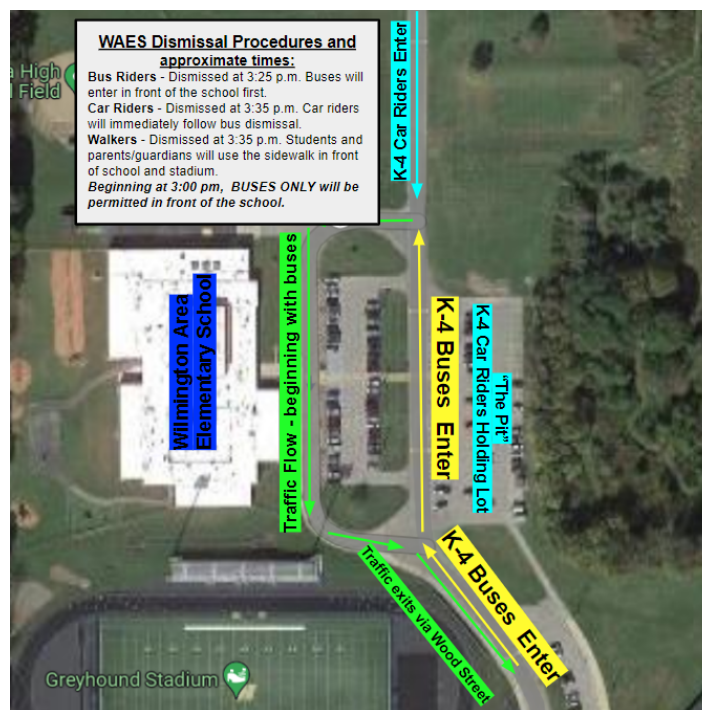 WAES Dismissal Procedures and
approximate times:
Bus Riders - Dismissed at 3:25 p.m. Buses will
enter in front of the school first.
Car Riders - Dismissed at 3:35 p.m. Car riders
will immediately follow bus dismissal.
Walkers - Dismissed at 3:35 p.m. Students and
parents/guardians will use the sidewalk in front
of school and stadium.
Beginning at 3:00 pm, BUSES ONLY will be
permitted in front of the school.
High
Field
K-4 Car Riders Enter
Wilmington Area
Elementary School
Traffic Flow - beginning with buses
K-4 Buses Enter
"The Pit"
K-4 Car Riders Holding Lot
K-4 Buses Enter
Traffic exits via Wood Street
Greyhound Stadium